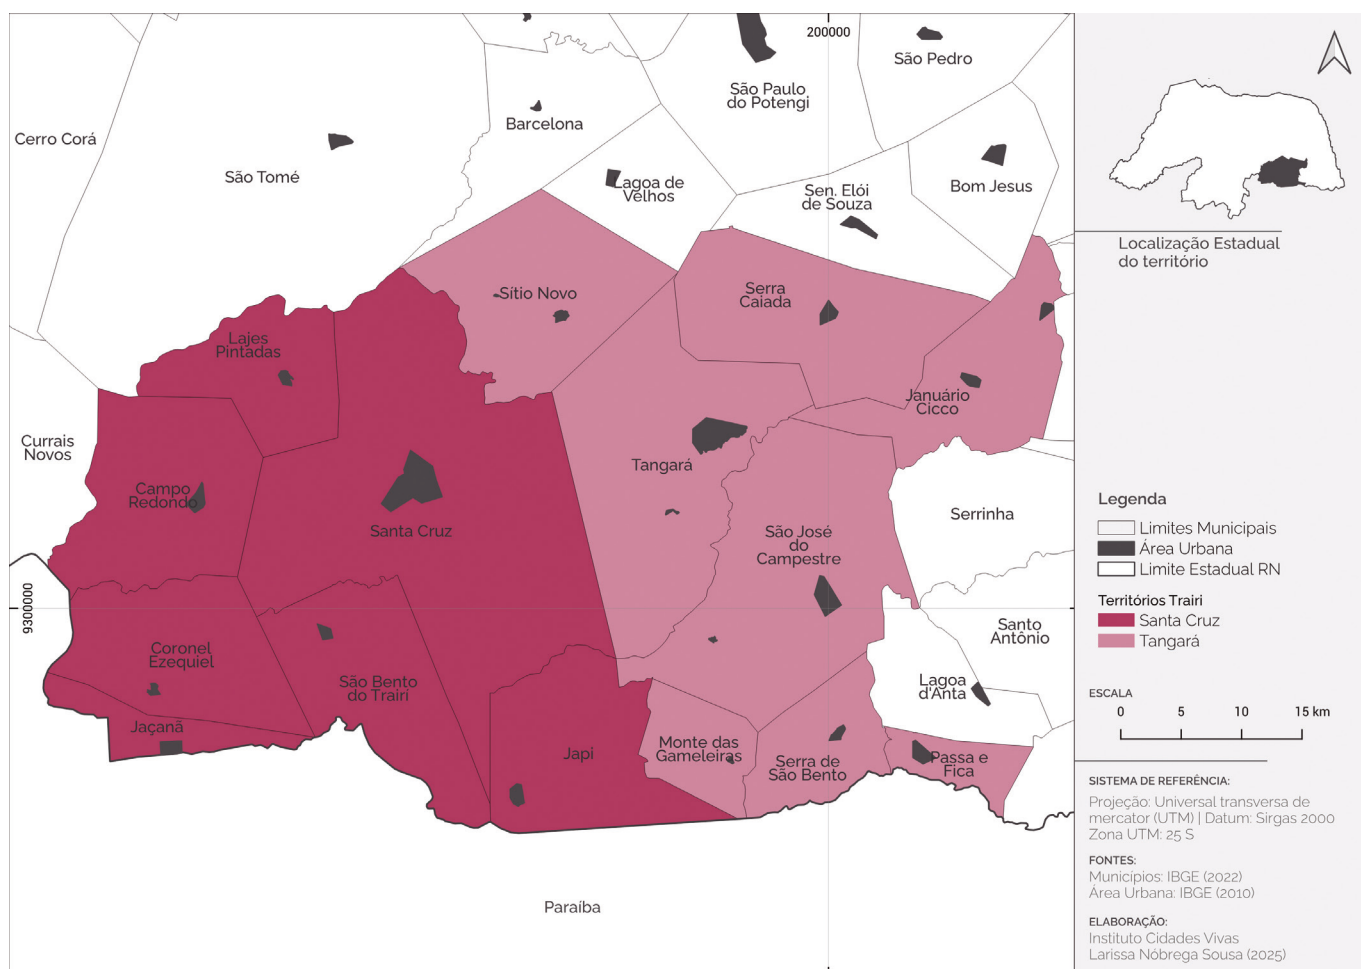 200000
São Pedro
São Paulo
do Potengi
Barcelona
Cerro Corá
São Tomé
Lagoa de
Velhos
Sen. Elói
de Souza
Bom Jesus
Sítio Novo
Serra
Caiada
Lajes
Pintadas
Januário
Cicco
Currais
Novos
Tangará
Campo
Redondo
Santa Cruz
Serrinha
São José
do
Campestre
9300000
Santo
Antônio
Coronel
Ezequiel
São Bento
do Trairí
Lagoa
d'Anta
Jaçanã
Japi
Monte das
Gameleiras
Serra de
São Bento
Passa e
Fica
Paraíba
Localização Estadual
do território
Legenda
Limites Municipais
Área Urbana
Limite Estadual RN
Territórios Trairi
Santa Cruz
Tangará
ESCALA
0 5 10 15 km
SISTEMA DE REFERÊNCIA:
Projeção: Universal transversa de
mercator (UTM) | Datum: Sirgas 2000
Zona UTM: 25 S
FONTES:
Municípios: IBGE (2022)
Área Urbana: IBGE (2010)
ELABORAÇÃO:
Instituto Cidades Vivas
Larissa Nóbrega Sousa (2025)